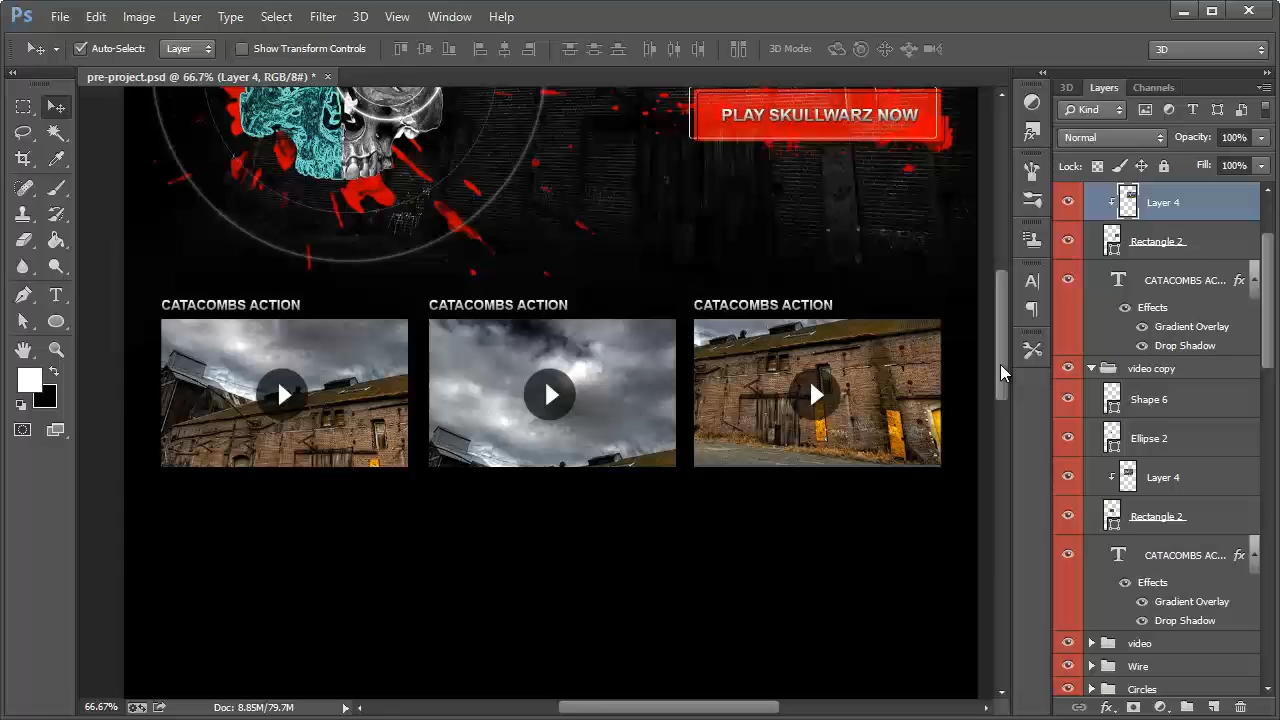 Ps File Edit Image Layer Type Select Filter 3D View Window Help
Auto-Select: Layer Show Transform Controls 3D Mode: 3D
pre-project.psd @ 66.7% (Layer 4, RGB/8#) * ×
3D Layers Channels
Kind
Normal Opacity: 100%
Lock: Fill: 100%
PLAY SKULLWARZ NOW
CATACOMBS ACTION CATACOMBS ACTION CATACOMBS ACTION
Layer 4
Rectangle 2
T CATACOMBS AC... fx
Effects
Gradient Overlay
Drop Shadow
video copy
Shape 6
Ellipse 2
Layer 4
Rectangle 2
T CATACOMBS AC... fx
Effects
Gradient Overlay
Drop Shadow
video
Wire
Circles
66.67% Doc: 8.85M/79.7M